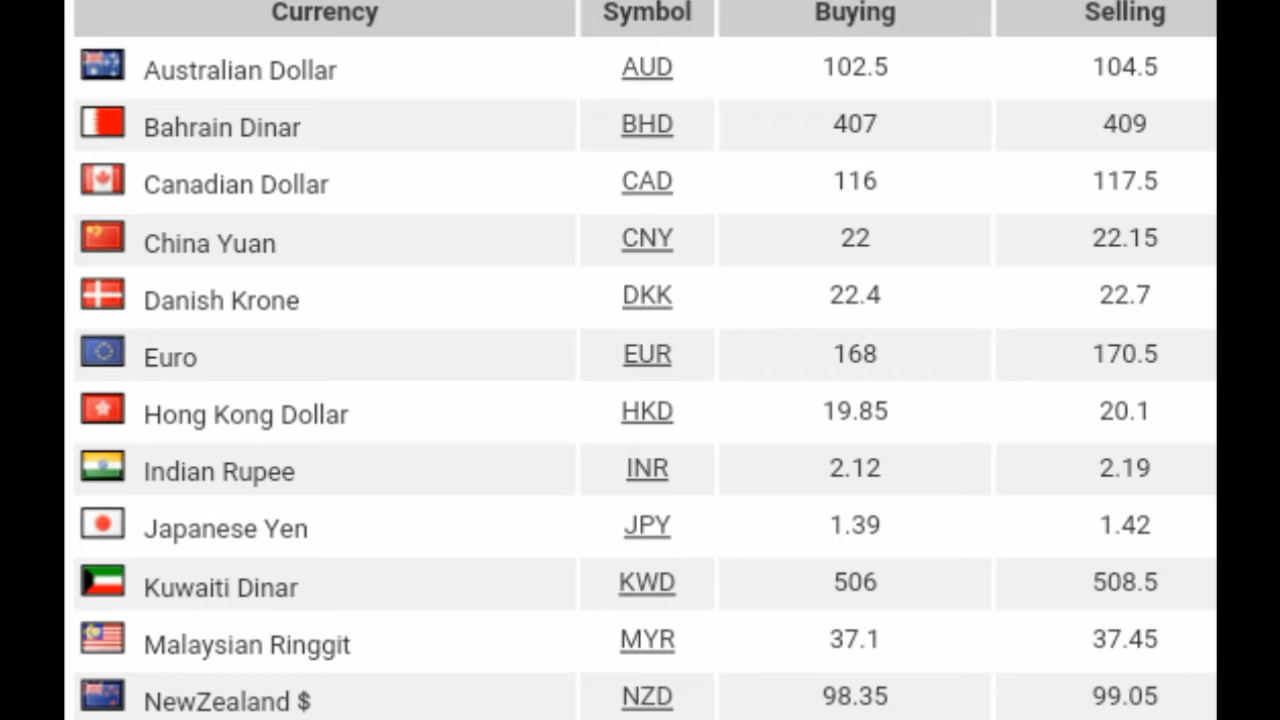 Currency Symbol Buying Selling
Australian Dollar AUD 102.5 104.5
Bahrain Dinar BHD 407 409
Canadian Dollar CAD 116 117.5
China Yuan CNY 22 22.15
Danish Krone DKK 22.4 22.7
Euro EUR 168 170.5
Hong Kong Dollar HKD 19.85 20.1
Indian Rupee INR 2.12 2.19
Japanese Yen JPY 1.39 1.42
Kuwaiti Dinar KWD 506 508.5
Malaysian Ringgit MYR 37.1 37.45
NewZealand $ NZD 98.35 99.05